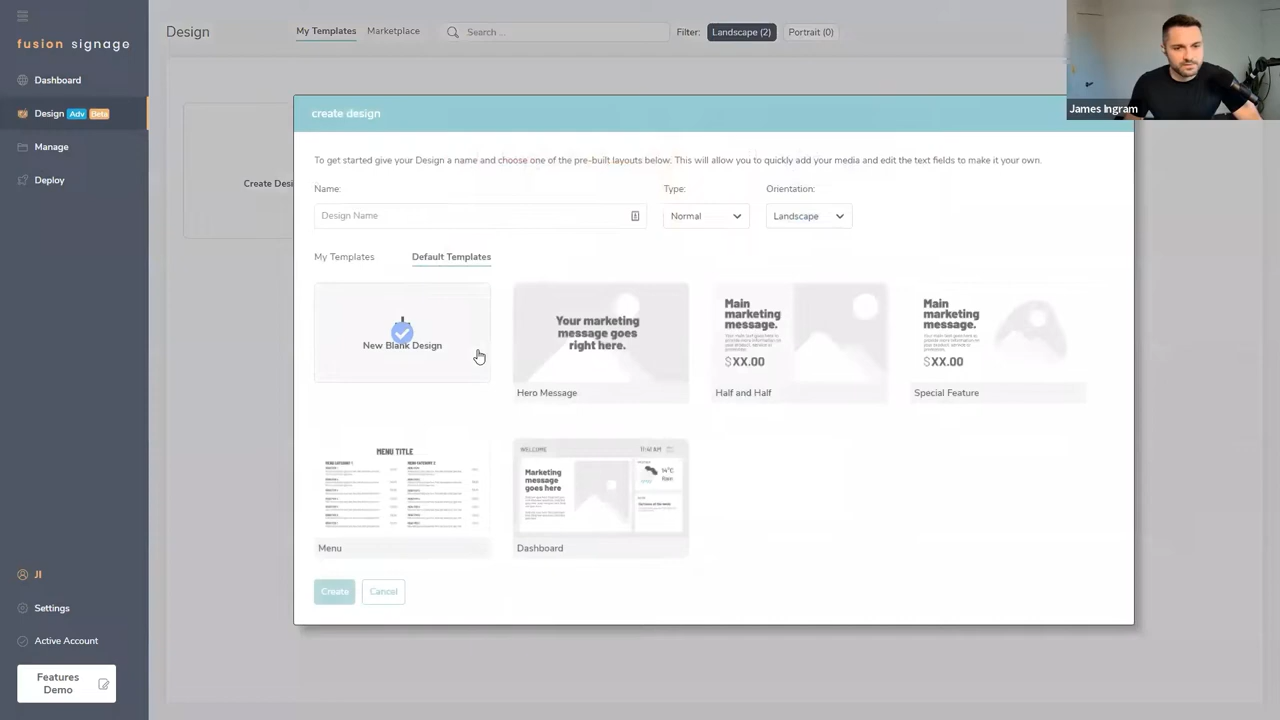 fusion signage
Dashboard
Design Adv Beta
Manage
Deploy
JI
Settings
Active Account
Features
Demo
Design
My Templates
Marketplace
Search ...
Filter:
Landscape (2)
Portrait (0)
James Ingram
Create Desi
create design
To get started give your Design a name and choose one of the pre-built layouts below. This will allow you to quickly add your media and edit the text fields to make it your own.
Name:
Type:
Orientation:
Design Name
Normal
Landscape
My Templates
Default Templates
New Blank Design
Your marketing
message goes
right here.
Hero Message
Main
marketing
message.
$XX.00
Half and Half
Main
marketing
message.
$XX.00
Special Feature
MENU TITLE
Menu
WELCOME
11:41 AM
Marketing
message
goes here
14°C
Rain
Dashboard
Create
Cancel